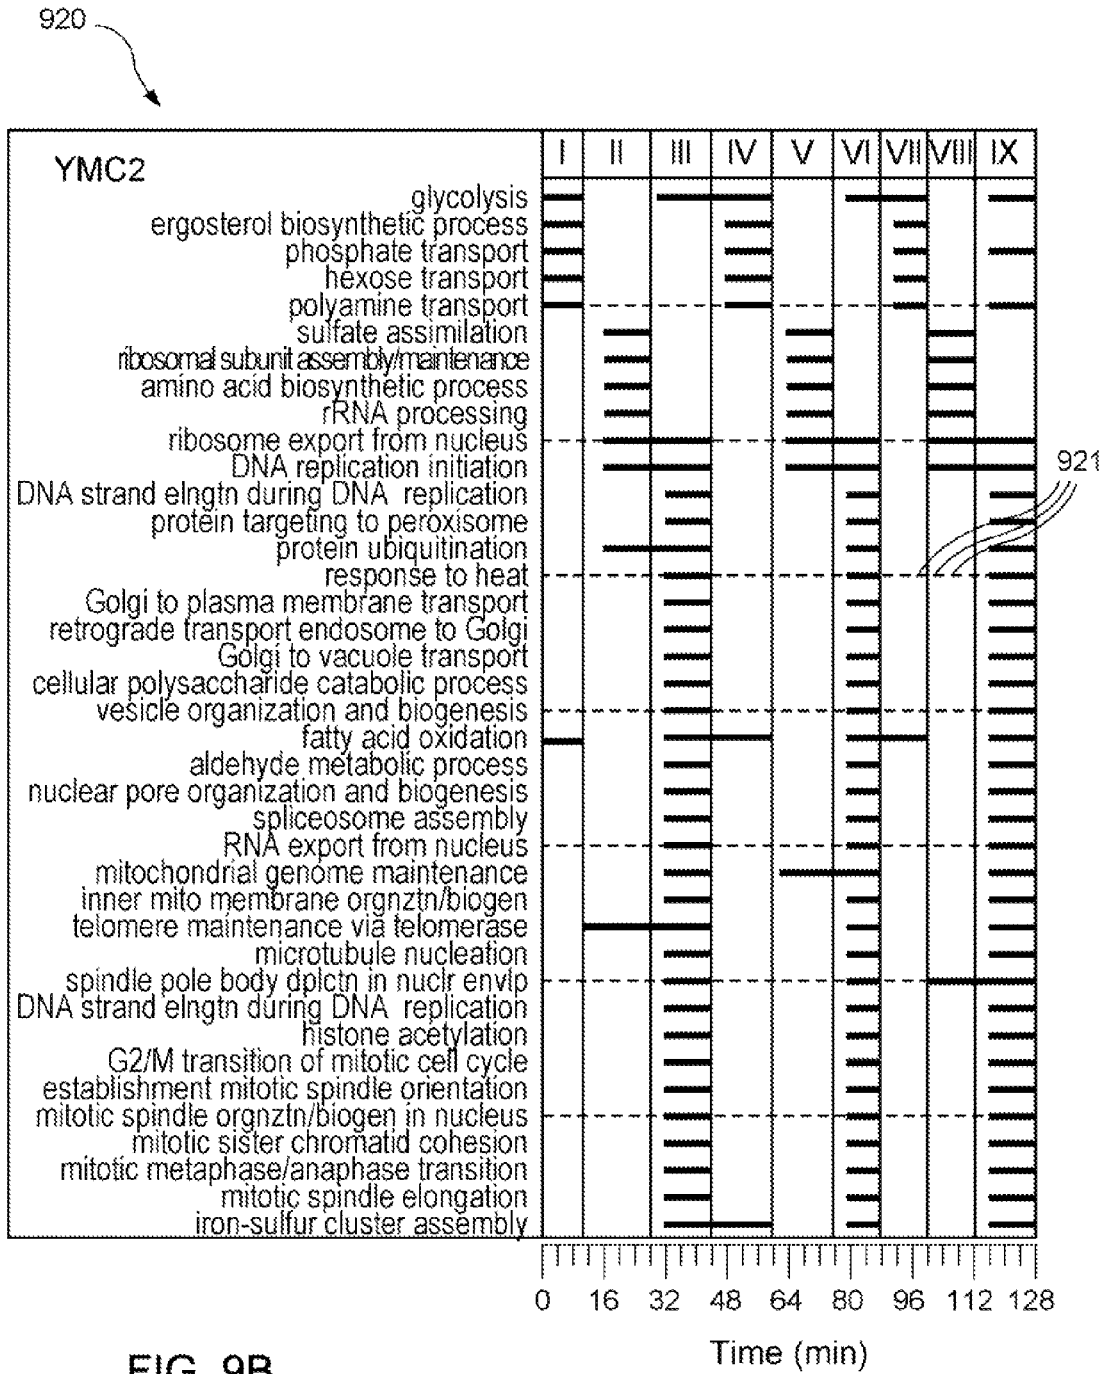 920
YMC2
I II III IV V VI VII VIII IX
glycolysis
ergosterol biosynthetic process
phosphate transport
hexose transport
polyamine transport
sulfate assimilation
ribosomal subunit assembly/maintenance
amino acid biosynthetic process
rRNA processing
ribosome export from nucleus
DNA replication initiation
921
DNA strand elngtn during DNA replication
protein targeting to peroxisome
protein ubiquitination
response to heat
Golgi to plasma membrane transport
retrograde transport endosome to Golgi
Golgi to vacuole transport
cellular polysaccharide catabolic process
vesicle organization and biogenesis
fatty acid oxidation
aldehyde metabolic process
nuclear pore organization and biogenesis
spliceosome assembly
RNA export from nucleus
mitochondrial genome maintenance
inner mito membrane orgnztn/biogen
telomere maintenance via telomerase
microtubule nucleation
spindle pole body dplctn in nuclr envlp
DNA strand elngtn during DNA replication
histone acetylation
G2/M transition of mitotic cell cycle
establishment mitotic spindle orientation
mitotic spindle orgnztn/biogen in nucleus
mitotic sister chromatid cohesion
mitotic metaphase/anaphase transition
mitotic spindle elongation
iron-sulfur cluster assembly
0 16 32 48 64 80 96 112 128
Time (min)
FIG. 9B